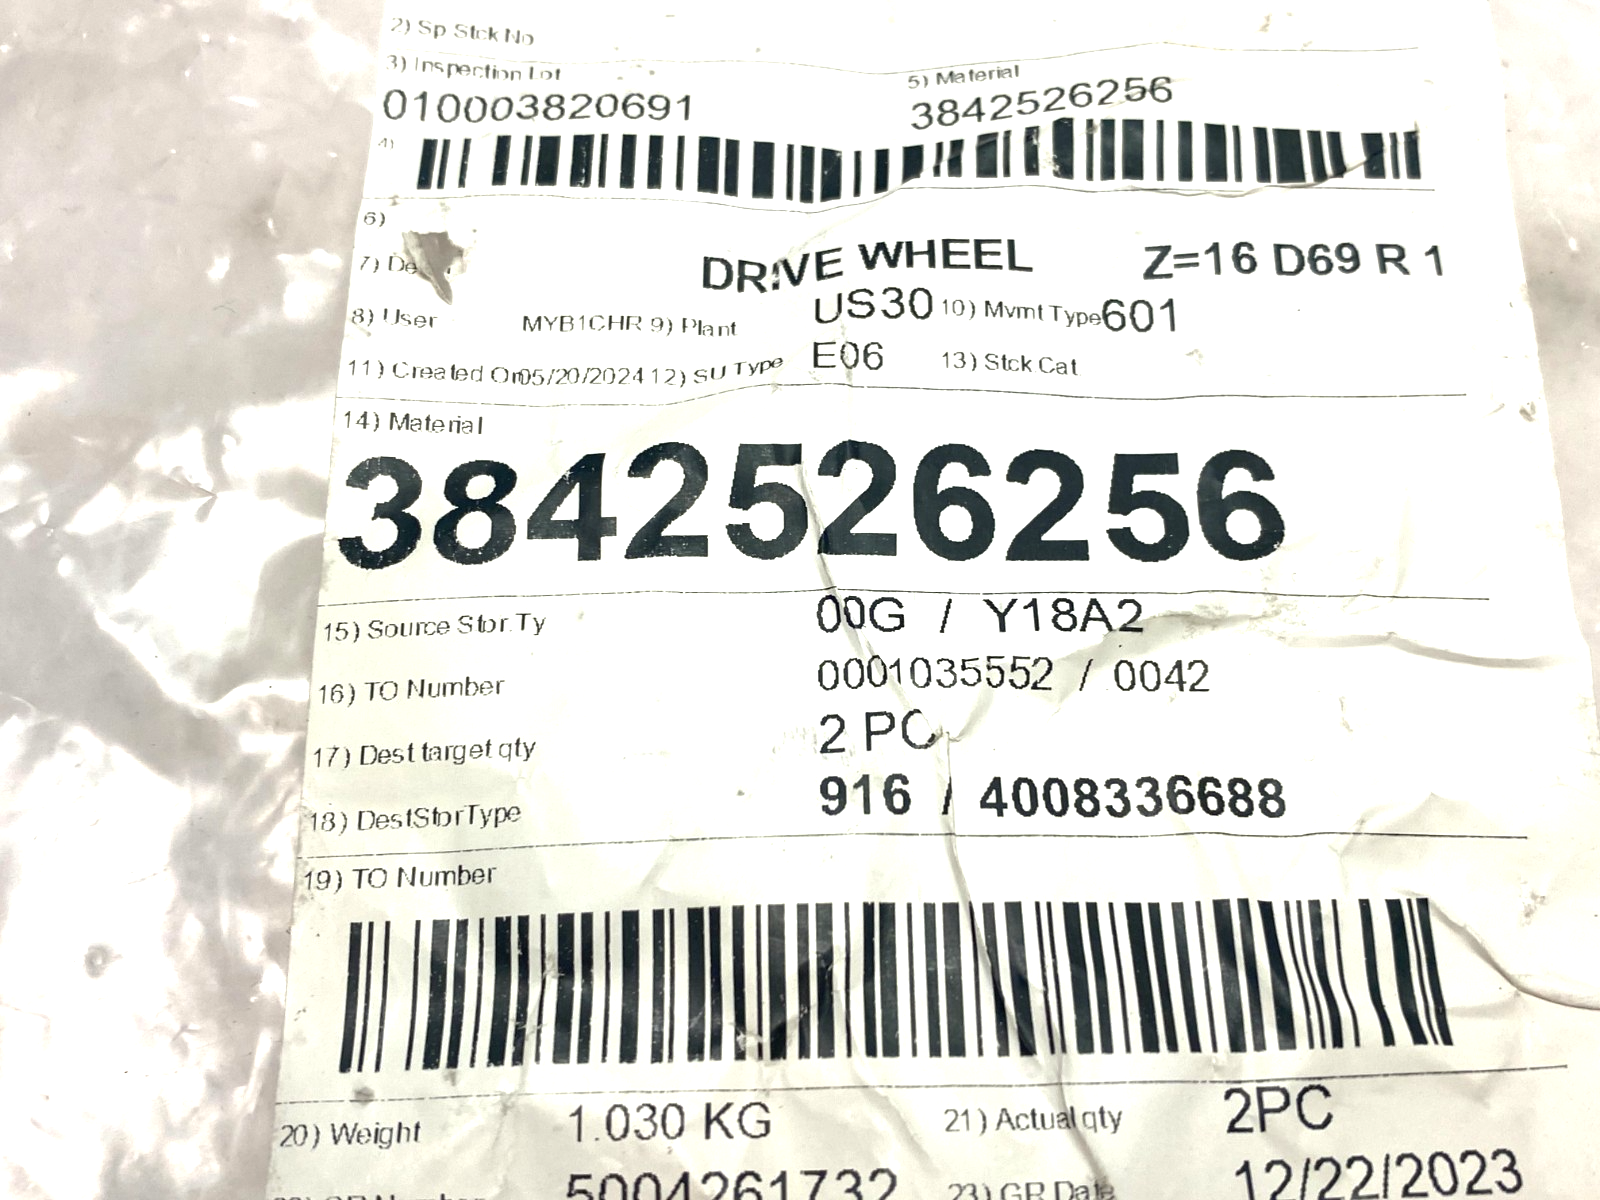 2) Sp Stck No
3) Inspection Lot 5) Material
010003820691 3842526256
4)
6)
7) DRIVE WHEEL Z=16 D69 R 1
8) User MYB1CHR 9) Plant US30 10) Mvmt Type 601
11) Created On 05/20/2024 12) SU Type E06 13) Stck Cat
14) Material
3842526256
15) Source Stor.Ty 00G / Y18A2
16) TO Number 0001035552 / 0042
17) Dest target qty 2 PC
18) DestStorType 916 / 4008336688
19) TO Number
20) Weight 1.030 KG 21) Actual qty 2PC
5004261732 23) GR Date 12/22/2023